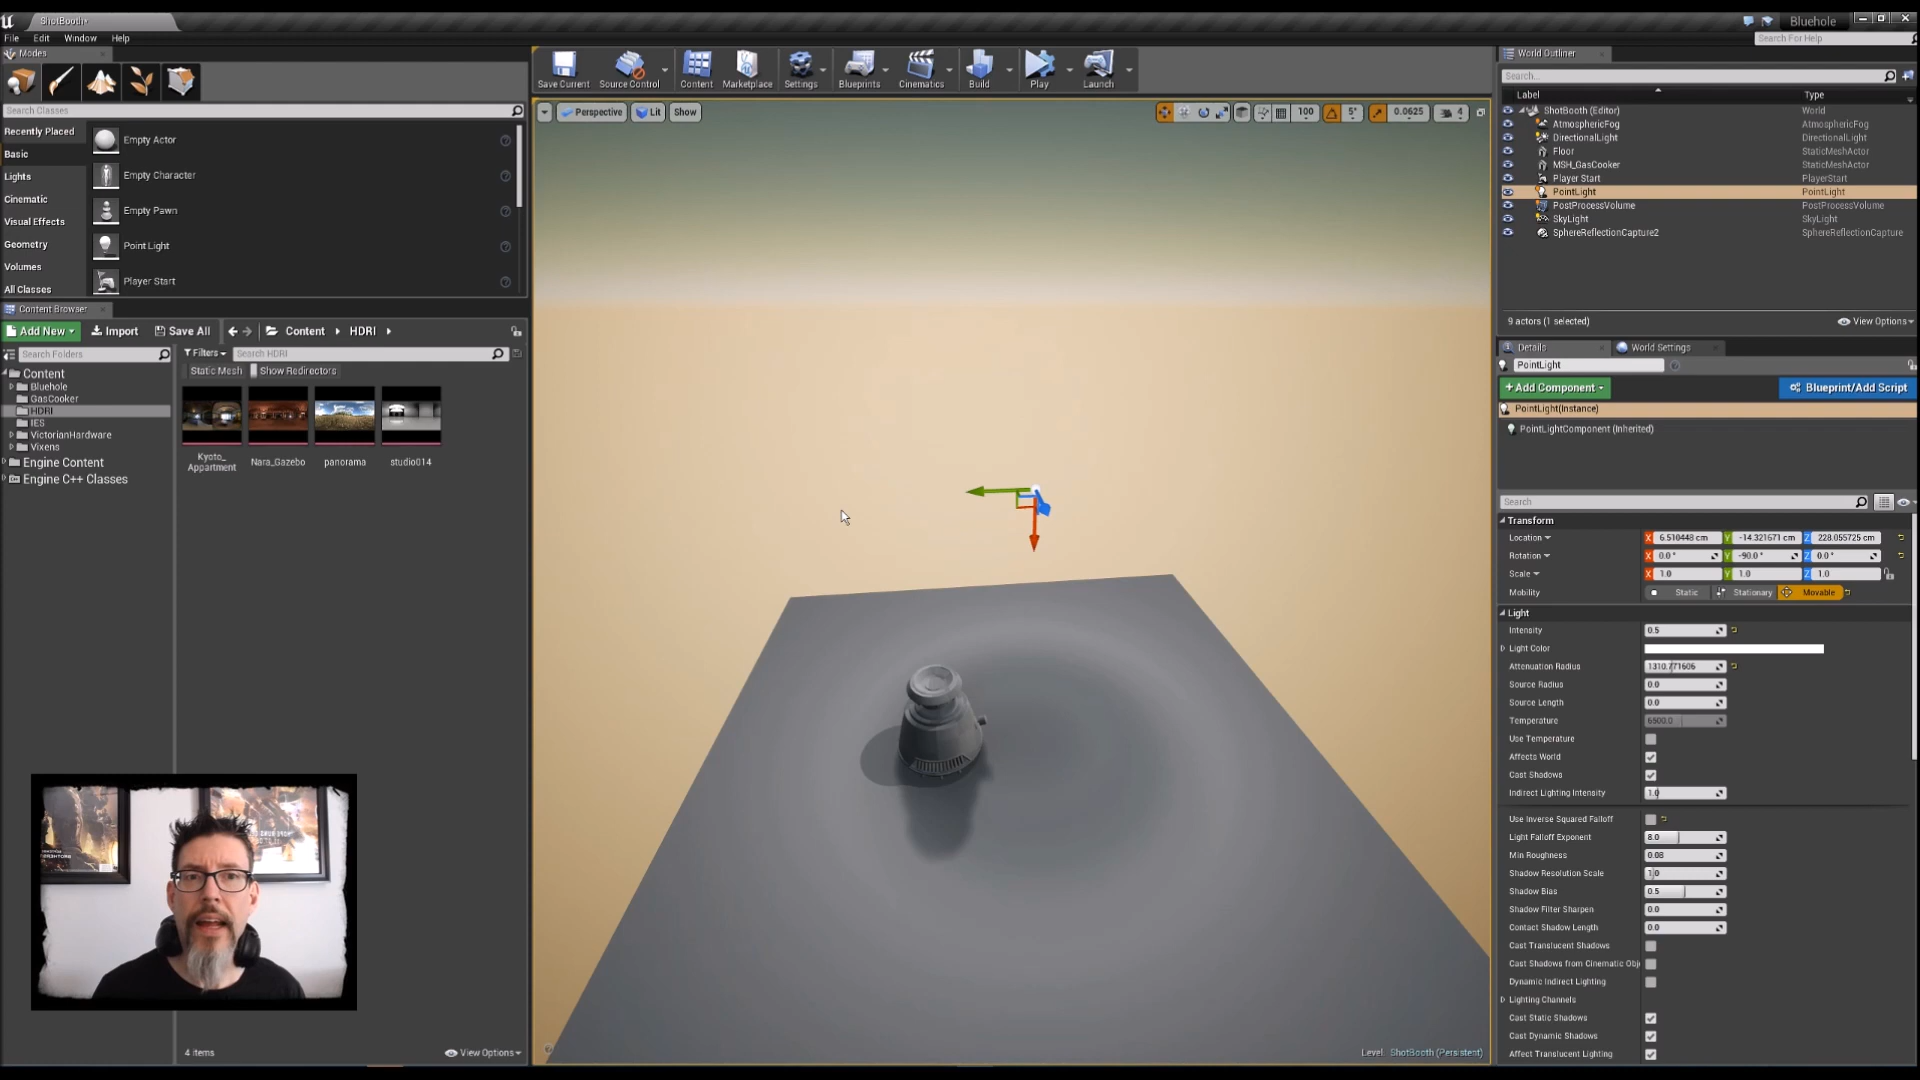 ShotBooth*
Bluehole
File Edit Window Help
Search For Help
Modes
Search Classes
Recently Placed
Basic
Lights
Cinematic
Visual Effects
Geometry
Volumes
All Classes
Empty Actor
Empty Character
Empty Pawn
Point Light
Player Start
Save Current
Source Control
Content
Marketplace
Settings
Blueprints
Cinematics
Build
Play
Launch
Perspective
Lit
Show
100
5°
0.0625
4
Content Browser
Add New
Import
Save All
Content
HDRI
Search Folders
Filters
Search HDRI
Static Mesh
Show Redirectors
Content
Bluehole
GasCooker
HDRI
IES
VictorianHardware
Vixens
Engine Content
Engine C++ Classes
Kyoto_
Appartment
Nara_Gazebo
panorama
studio014
4 items
View Options
Level: ShotBooth (Persistent)
World Outliner
Search...
Label Type
ShotBooth (Editor) World
AtmosphericFog AtmosphericFog
DirectionalLight DirectionalLight
Floor StaticMeshActor
MSH_GasCooker StaticMeshActor
Player Start PlayerStart
PointLight PointLight
PostProcessVolume PostProcessVolume
SkyLight SkyLight
SphereReflectionCapture2 SphereReflectionCapture
9 actors (1 selected)
View Options
Details
World Settings
PointLight
+Add Component
Blueprint/Add Script
PointLight(Instance)
PointLightComponent (Inherited)
Search
Transform
Location X 6.510448 cm Y -14.321671 cm Z 228.055725 cm
Rotation X 0.0° Y -90.0° Z 0.0°
Scale X 1.0 Y 1.0 Z 1.0
Mobility Static Stationary Movable
Light
Intensity 0.5
Light Color
Attenuation Radius 1310.771606
Source Radius 0.0
Source Length 0.0
Temperature 6500.0
Use Temperature
Affects World
Cast Shadows
Indirect Lighting Intensity 1.0
Use Inverse Squared Falloff
Light Falloff Exponent 8.0
Min Roughness 0.08
Shadow Resolution Scale 1.0
Shadow Bias 0.5
Shadow Filter Sharpen 0.0
Contact Shadow Length 0.0
Cast Translucent Shadows
Cast Shadows from Cinematic Obj
Dynamic Indirect Lighting
Lighting Channels
Cast Static Shadows
Cast Dynamic Shadows
Affect Translucent Lighting